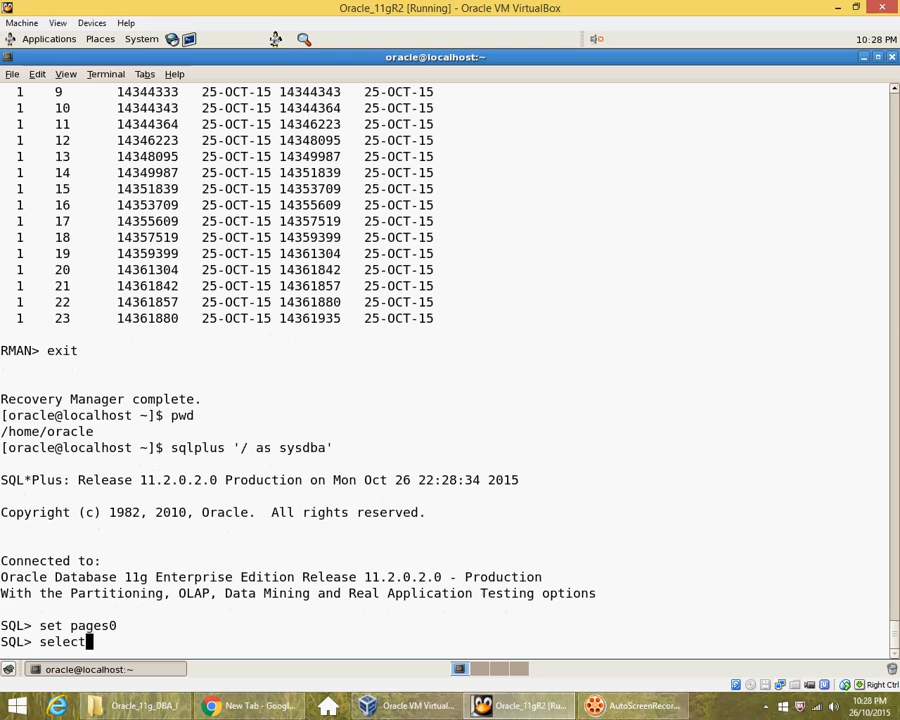 Oracle_11gR2 [Running] - Oracle VM VirtualBox
Machine View Devices Help
Applications Places System 10:28 PM
oracle@localhost:~
File Edit View Terminal Tabs Help
1 9 14344333 25-OCT-15 14344343 25-OCT-15
1 10 14344343 25-OCT-15 14344364 25-OCT-15
1 11 14344364 25-OCT-15 14346223 25-OCT-15
1 12 14346223 25-OCT-15 14348095 25-OCT-15
1 13 14348095 25-OCT-15 14349987 25-OCT-15
1 14 14349987 25-OCT-15 14351839 25-OCT-15
1 15 14351839 25-OCT-15 14353709 25-OCT-15
1 16 14353709 25-OCT-15 14355609 25-OCT-15
1 17 14355609 25-OCT-15 14357519 25-OCT-15
1 18 14357519 25-OCT-15 14359399 25-OCT-15
1 19 14359399 25-OCT-15 14361304 25-OCT-15
1 20 14361304 25-OCT-15 14361842 25-OCT-15
1 21 14361842 25-OCT-15 14361857 25-OCT-15
1 22 14361857 25-OCT-15 14361880 25-OCT-15
1 23 14361880 25-OCT-15 14361935 25-OCT-15
RMAN> exit
Recovery Manager complete.
[oracle@localhost ~]$ pwd
/home/oracle
[oracle@localhost ~]$ sqlplus '/ as sysdba'
SQL*Plus: Release 11.2.0.2.0 Production on Mon Oct 26 22:28:34 2015
Copyright (c) 1982, 2010, Oracle.  All rights reserved.
Connected to:
Oracle Database 11g Enterprise Edition Release 11.2.0.2.0 - Production
With the Partitioning, OLAP, Data Mining and Real Application Testing options
SQL> set pages0
SQL> select
oracle@localhost:~
Right Ctrl
Oracle_11g_DBA_I New Tab - Googl... Oracle VM Virtual... Oracle_11gR2 [Ru... AutoScreenRecor... 10:28 PM
26/10/2015